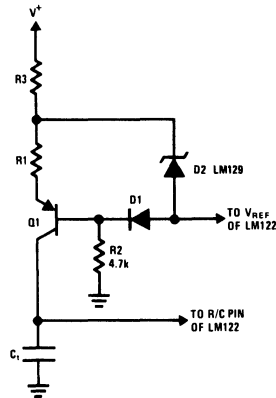 V+
R3
R1
D2 LM129
D1
Q1
TO VREF
OF LM122
R2
4.7k
TO R/C PIN
OF LM122
Ct